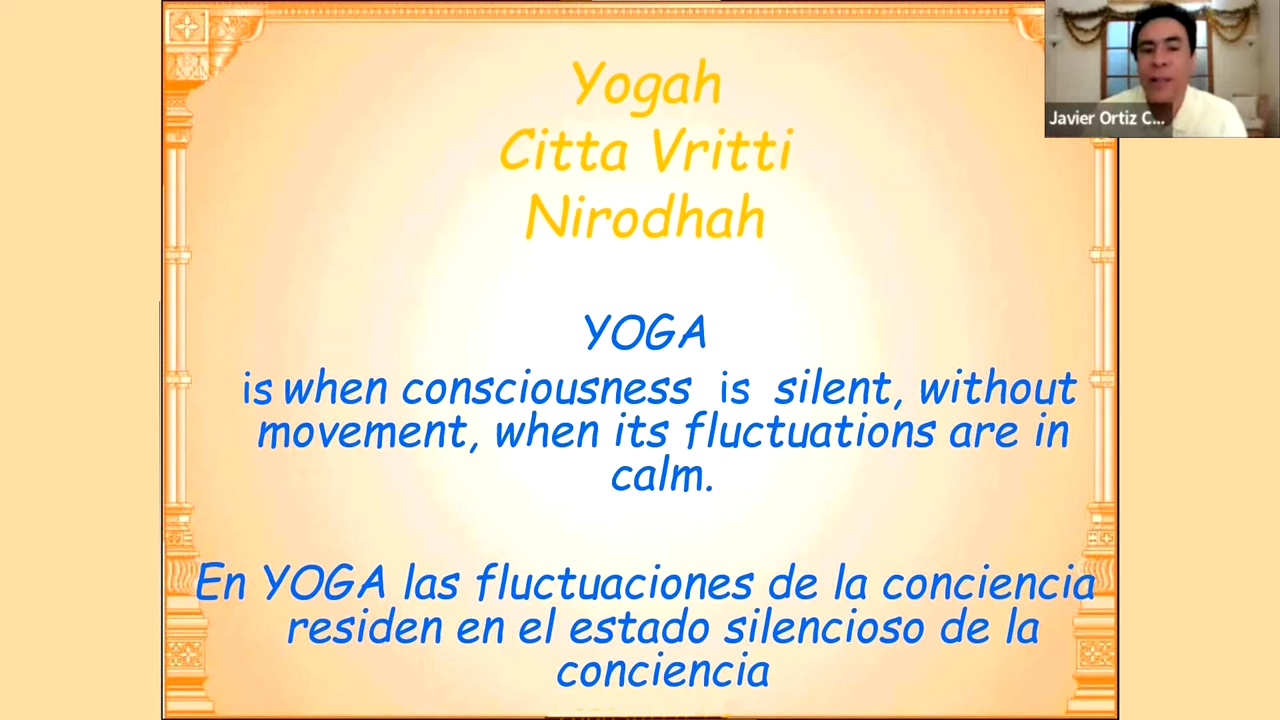 Yogah
Citta Vritti
Nirodhah
Javier Ortiz C...
YOGA
is when consciousness is silent, without
movement, when its fluctuations are in
calm.
En YOGA las fluctuaciones de la conciencia
residen en el estado silencioso de la
conciencia